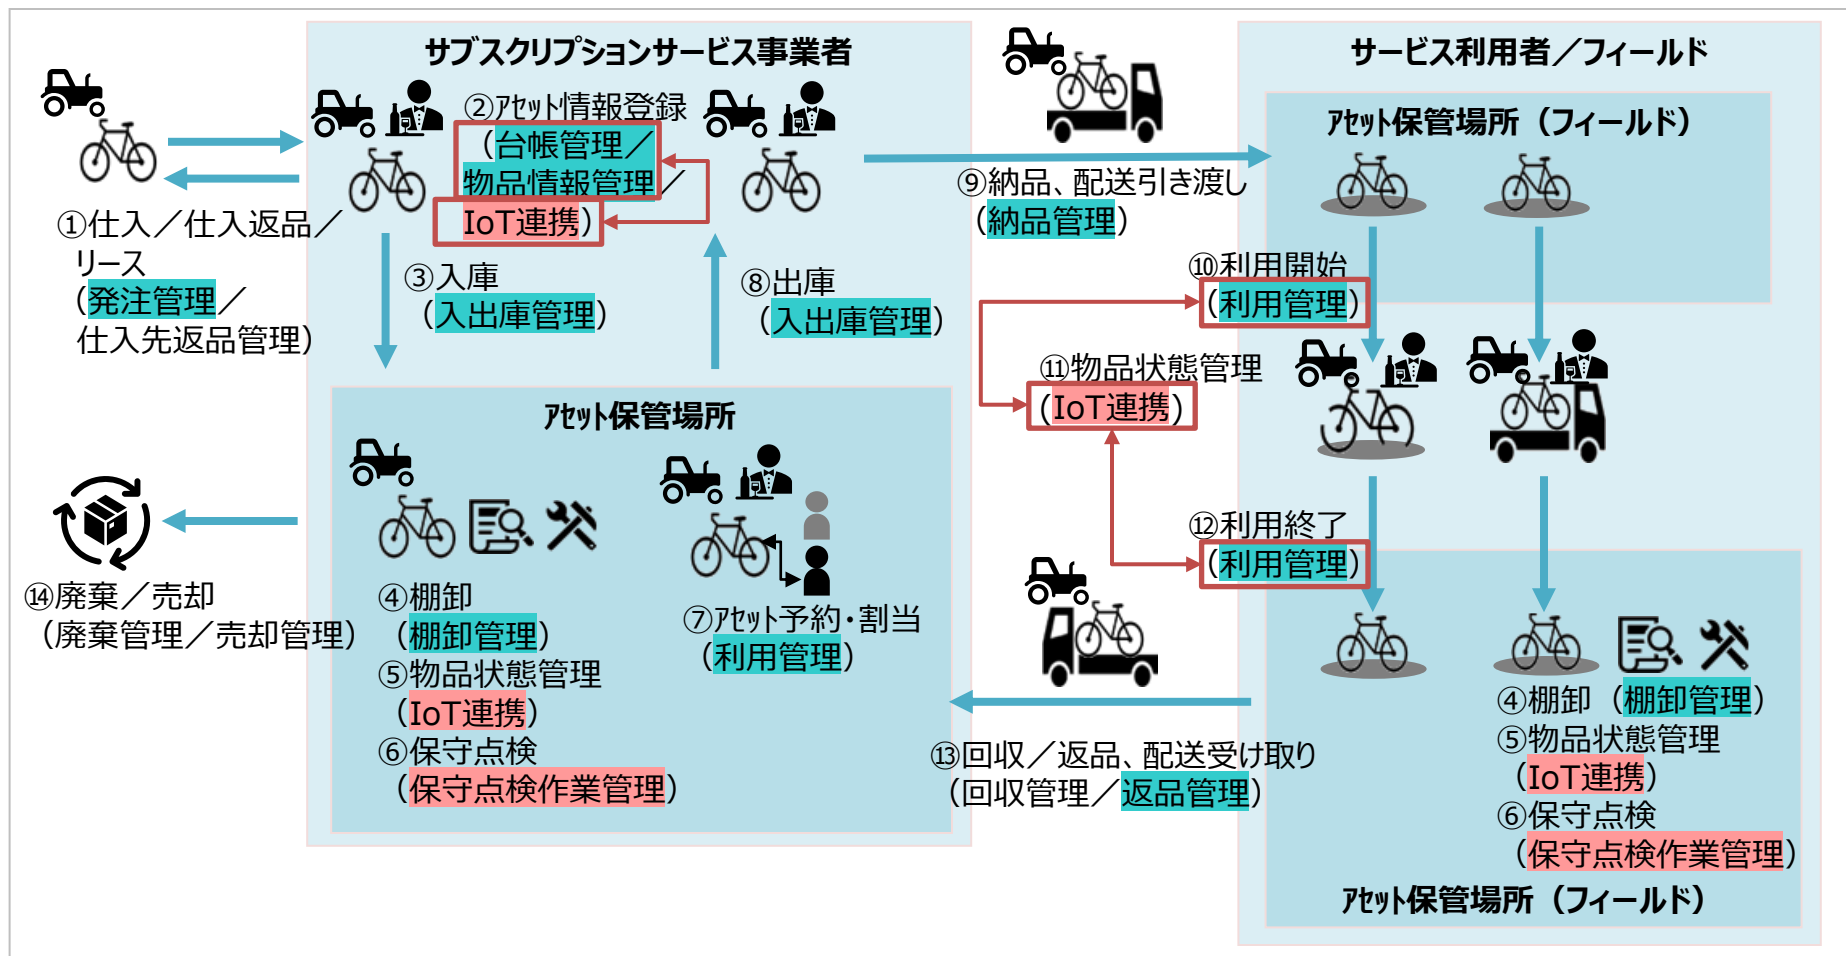 サブスクリプションサービス事業者
サービス利用者／フィールド
②ｱｾｯﾄ情報登録
（台帳管理／
物品情報管理／
IoT連携）
①仕入／仕入返品／
リース
（発注管理／
仕入先返品管理）
③入庫
（入出庫管理）
⑧出庫
（入出庫管理）
⑨納品、配送引き渡し
（納品管理）
ｱｾｯﾄ保管場所（フィールド）
⑩利用開始
（利用管理）
⑪物品状態管理
（IoT連携）
⑫利用終了
（利用管理）
ｱｾｯﾄ保管場所
④棚卸
（棚卸管理）
⑤物品状態管理
（IoT連携）
⑥保守点検
（保守点検作業管理）
⑦ｱｾｯﾄ予約・割当
（利用管理）
⑭廃棄／売却
（廃棄管理／売却管理）
⑬回収／返品、配送受け取り
（回収管理／返品管理）
④棚卸（棚卸管理）
⑤物品状態管理
（IoT連携）
⑥保守点検
（保守点検作業管理）
ｱｾｯﾄ保管場所（フィールド）